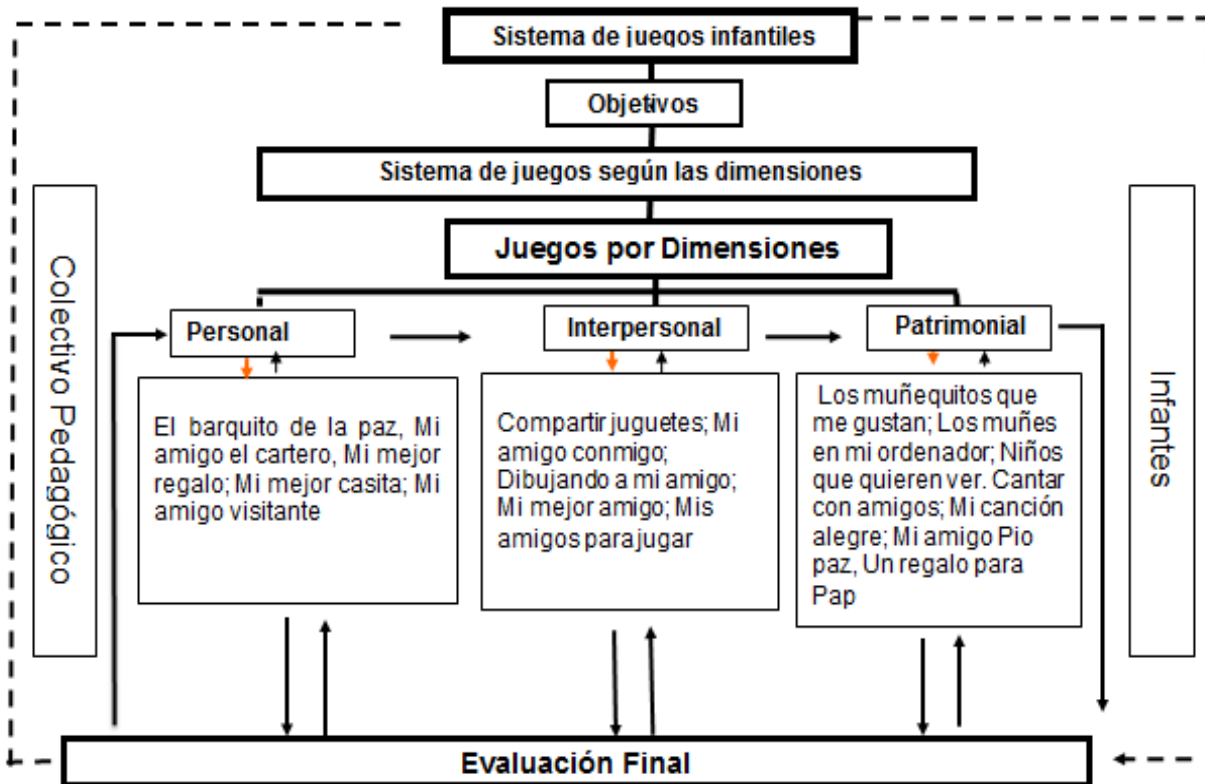 Sistema de juegos infantiles
Objetivos
Sistema de juegos según las dimensiones
Juegos por Dimensiones
Colectivo Pedagógico
Personal
Interpersonal
Patrimonial
Infantes
El barquito de la paz, Mi
amigo el cartero, Mi mejor
regalo; Mi mejor casita; Mi
amigo visitante
Compartir juguetes; Mi
amigo conmigo;
Dibujando a mi amigo;
Mi mejor amigo; Mis
amigos para jugar
Los muñequitos que
me gustan; Los muñes
en mi ordenador; Niños
que quieren ver. Cantar
con amigos; Mi canción
alegre; Mi amigo Pio
paz, Un regalo para
Pap
Evaluación Final